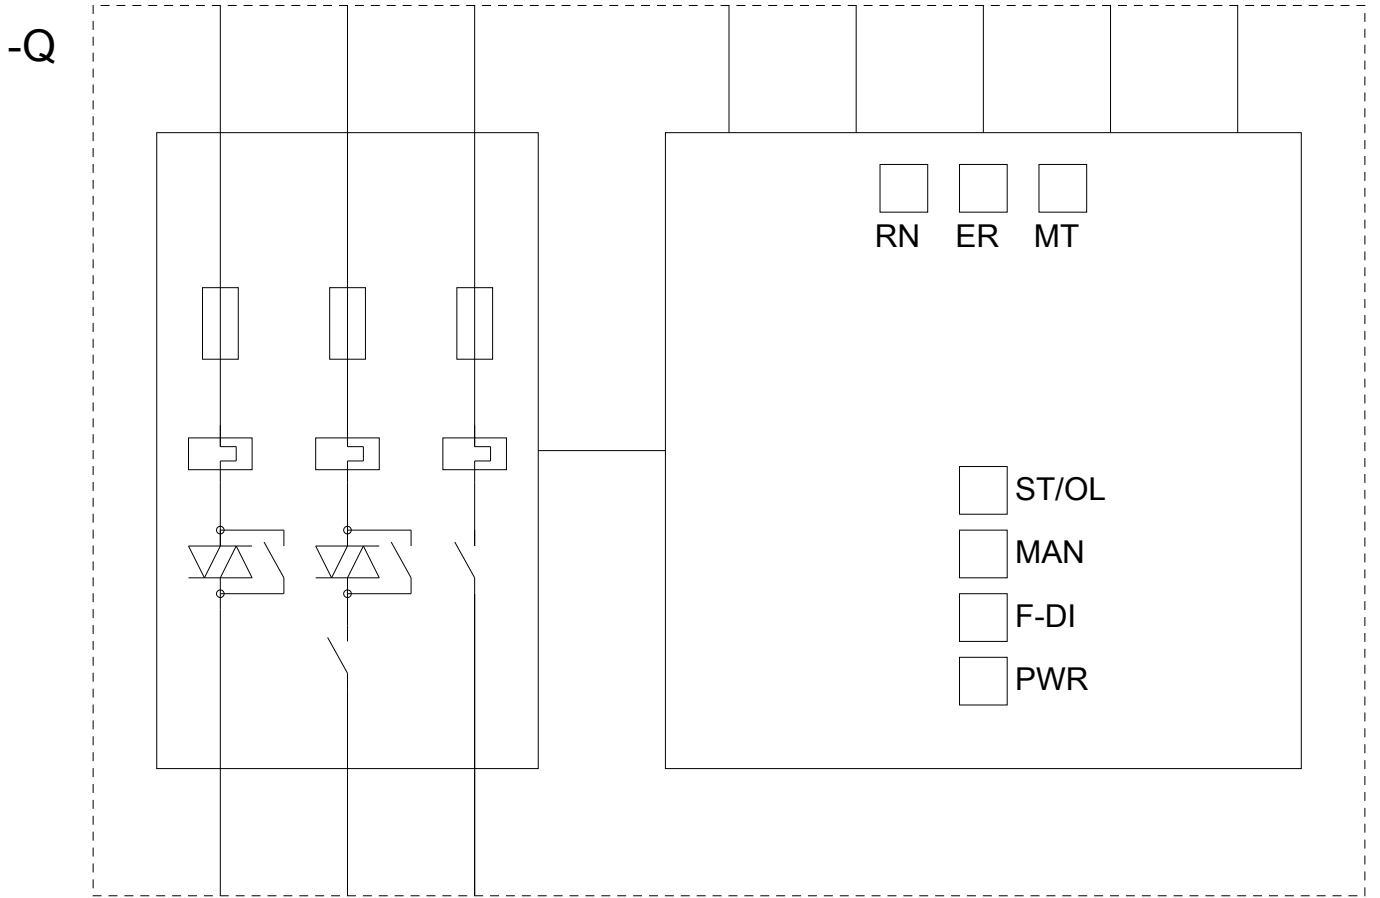 -Q
RN ER MT
ST/OL
MAN
F-DI
PWR